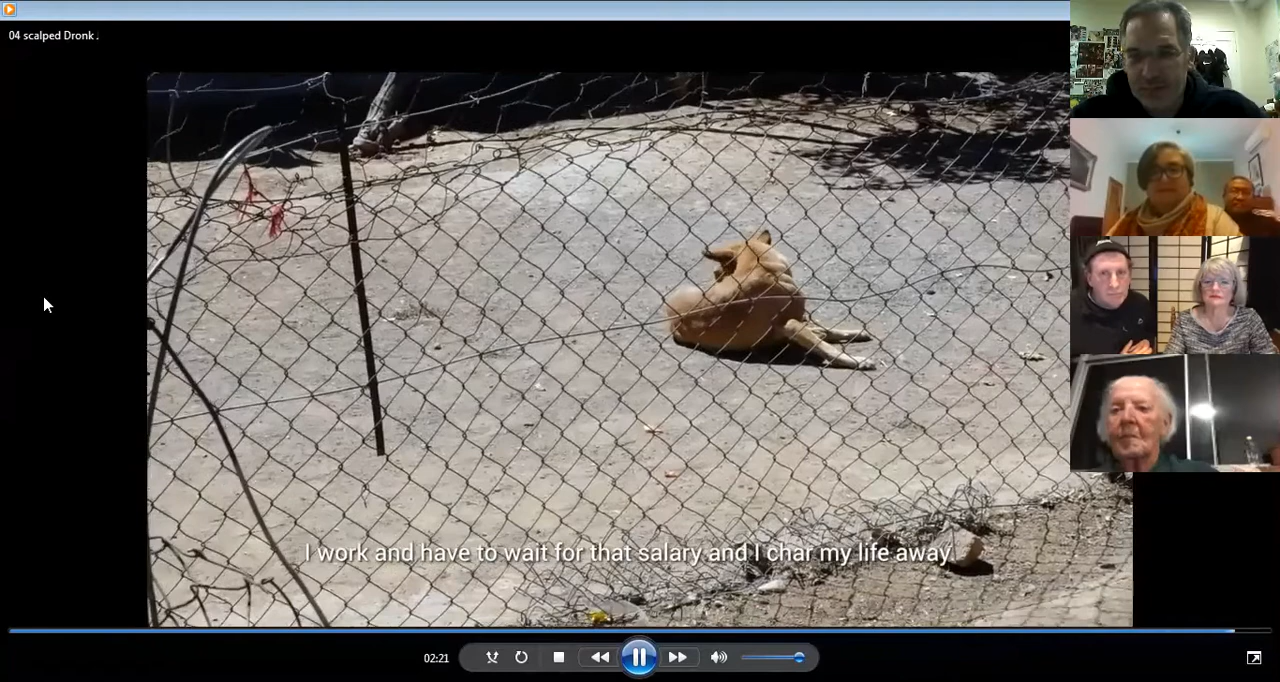 04 scalped Dronk .
I work and have to wait for that salary and I char my life away
02:21